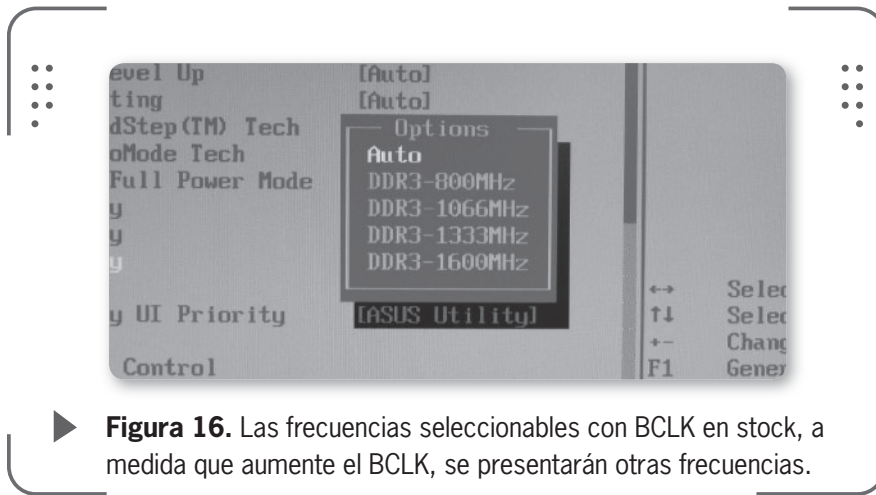 evel Up [Auto]
ting [Auto]
dStep(TM) Tech
oMode Tech
Full Power Mode
y
y
y
y UI Priority [ASUS Utility]
Control
Options
Auto
DDR3-800MHz
DDR3-1066MHz
DDR3-1333MHz
DDR3-1600MHz
←→ Selec
↑↓ Selec
+- Chang
F1 Gener
Figura 16. Las frecuencias seleccionables con BCLK en stock, a
medida que aumente el BCLK, se presentarán otras frecuencias.